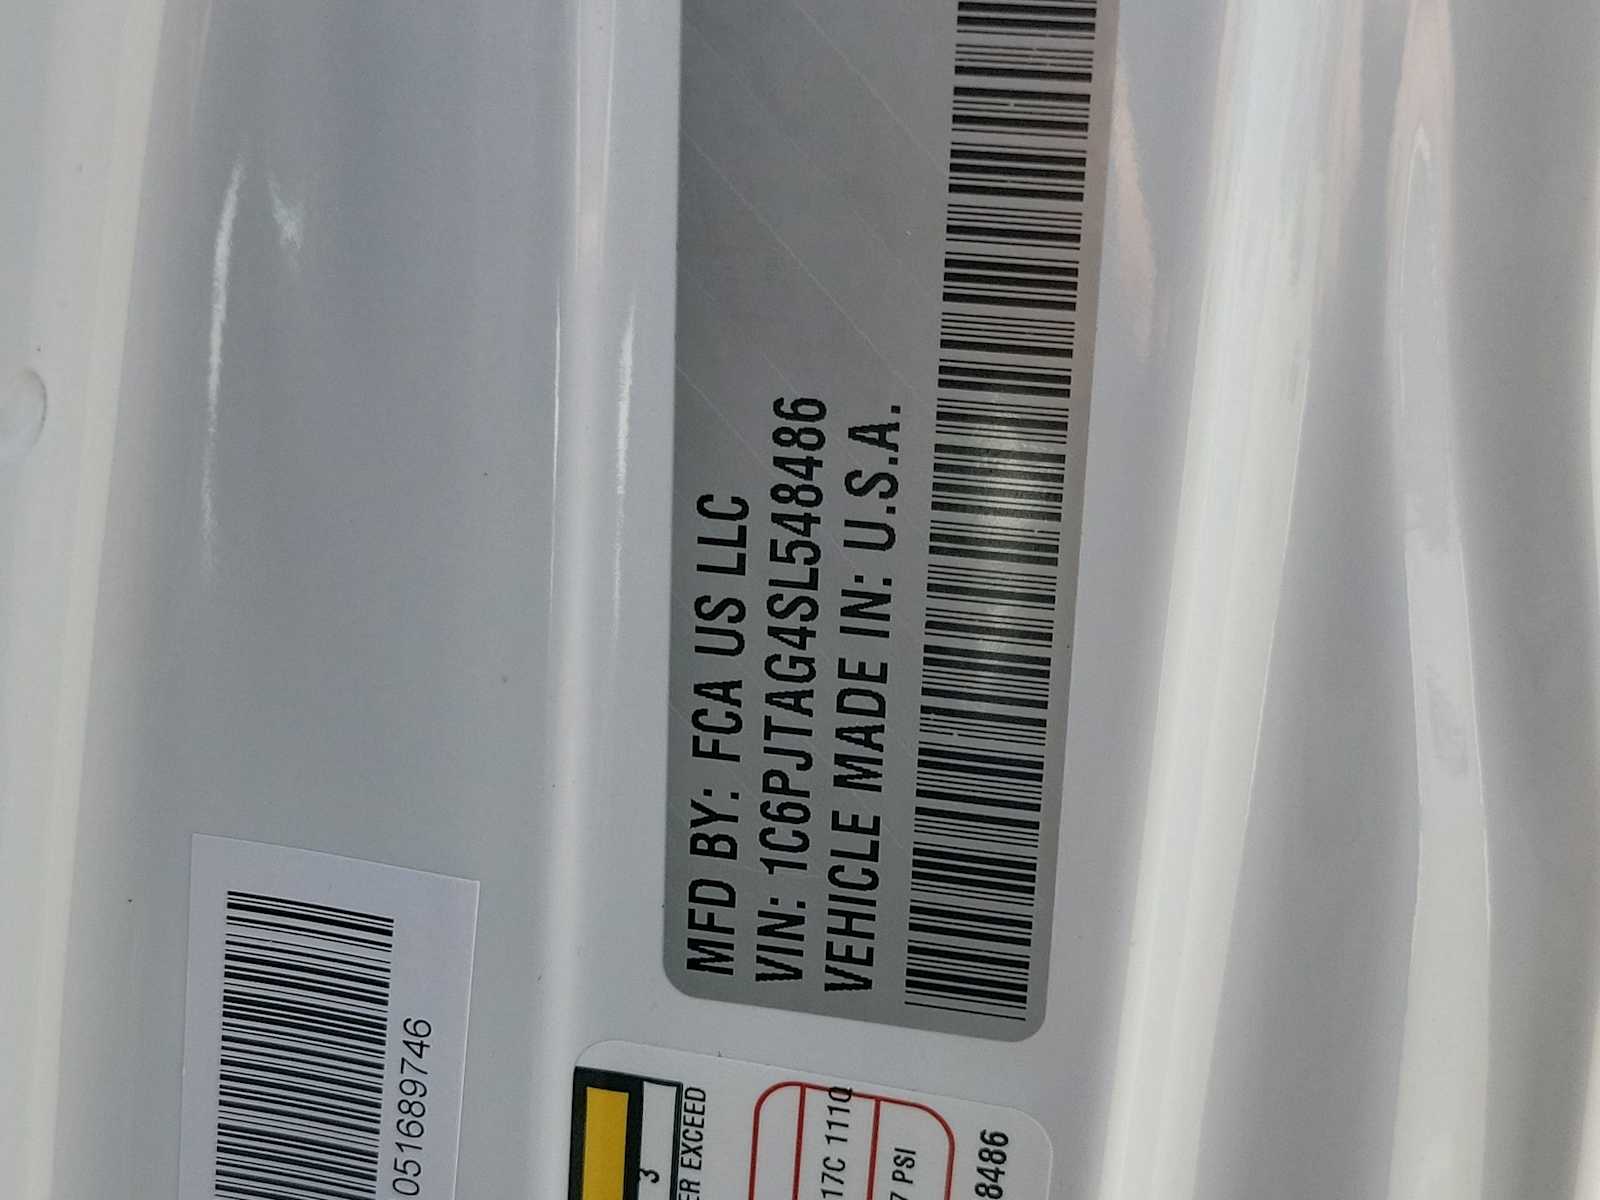 MFD BY: FCA US LLC
VIN: 1C6PJTAG4SL548486
VEHICLE MADE IN: U.S.A.
051689746
3
ER EXCEED
17C 111Q
7 PSI
8486